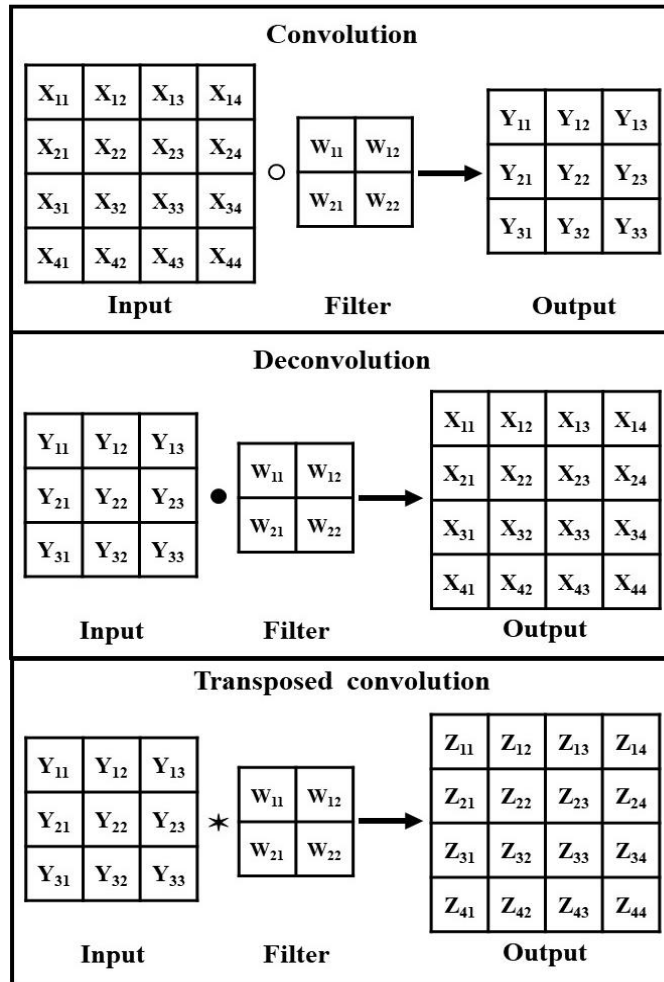 Convolution
X11 X12 X13 X14
X21 X22 X23 X24
X31 X32 X33 X34
X41 X42 X43 X44
Input
○
W11 W12
W21 W22
Filter
Y11 Y12 Y13
Y21 Y22 Y23
Y31 Y32 Y33
Output
Deconvolution
Y11 Y12 Y13
Y21 Y22 Y23
Y31 Y32 Y33
Input
●
W11 W12
W21 W22
Filter
X11 X12 X13 X14
X21 X22 X23 X24
X31 X32 X33 X34
X41 X42 X43 X44
Output
Transposed convolution
Y11 Y12 Y13
Y21 Y22 Y23
Y31 Y32 Y33
Input
✶
W11 W12
W21 W22
Filter
Z11 Z12 Z13 Z14
Z21 Z22 Z23 Z24
Z31 Z32 Z33 Z34
Z41 Z42 Z43 Z44
Output